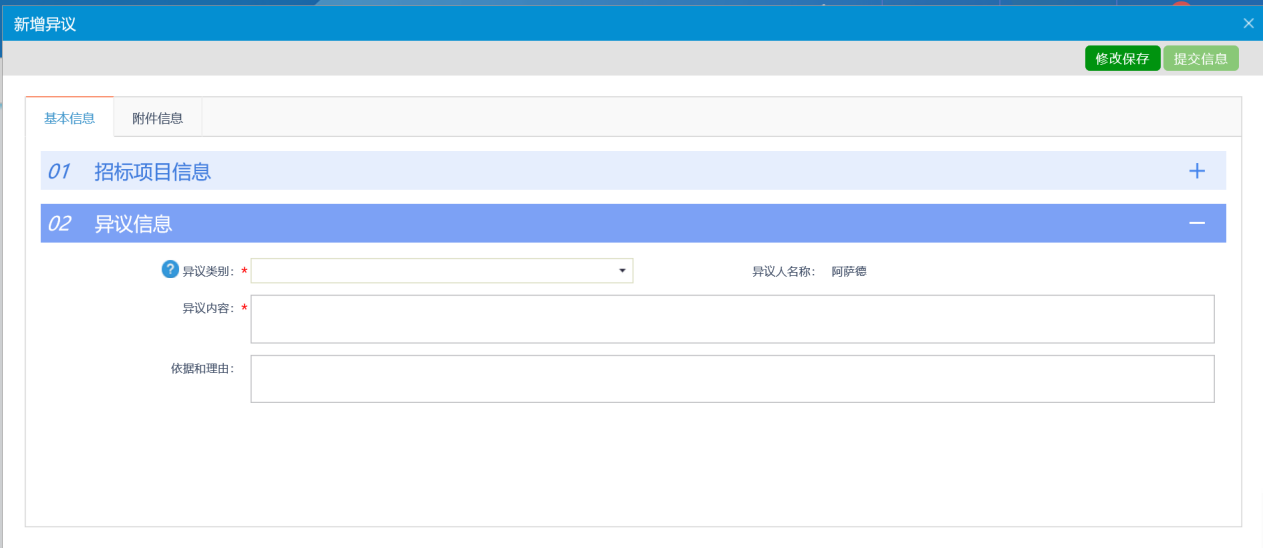 新增异议
修改保存 提交信息
基本信息 附件信息
01 招标项目信息
02 异议信息
异议类别：* 异议人名称： 阿萨德
异议内容：*
依据和理由：